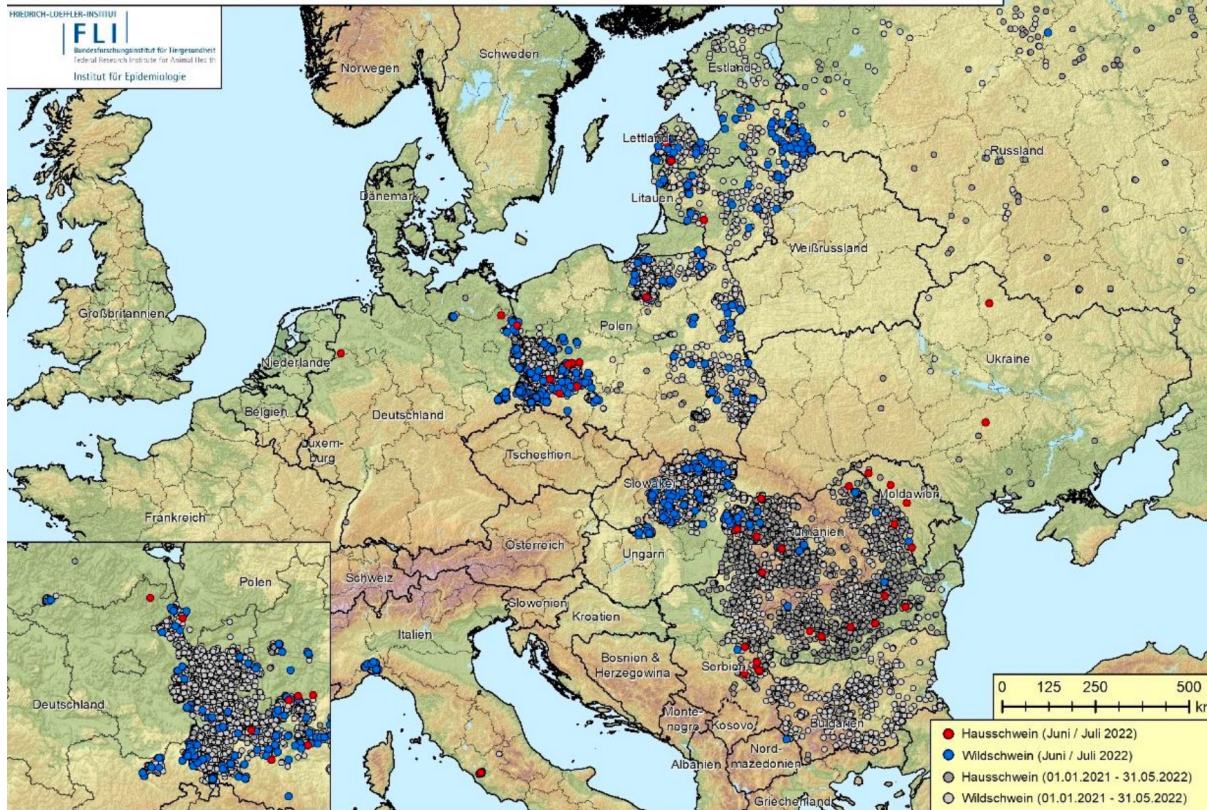 FRIEDRICH-LOEFFLER-INSTITUT
FLI
Bundesforschungsinstitut für Tiergesundheit
Federal Research Institute for Animal Health
Institut für Epidemiologie
Norwegen
Schweden
Estland
Lettland
Russland
Dänemark
Litauen
Weißrussland
Großbritannien
Polen
Niederlande
Ukraine
Belgien
Deutschland
Luxem-
burg
Tschechien
Slowakei
Moldawien
Frankreich
Rumänien
Österreich
Ungarn
Polen
Schweiz
Slowenien
Kroatien
Italien
Bosnien &
Herzegowina
Serbien
Deutschland
0 125 250 500
km
Monte-
negro
Kosovo
Bulgarien
Hausschwein (Juni / Juli 2022)
Nord-
mazedonien
Wildschwein (Juni / Juli 2022)
Albanien
Hausschwein (01.01.2021 - 31.05.2022)
Wildschwein (01.01.2021 - 31.05.2022)
Griechenland